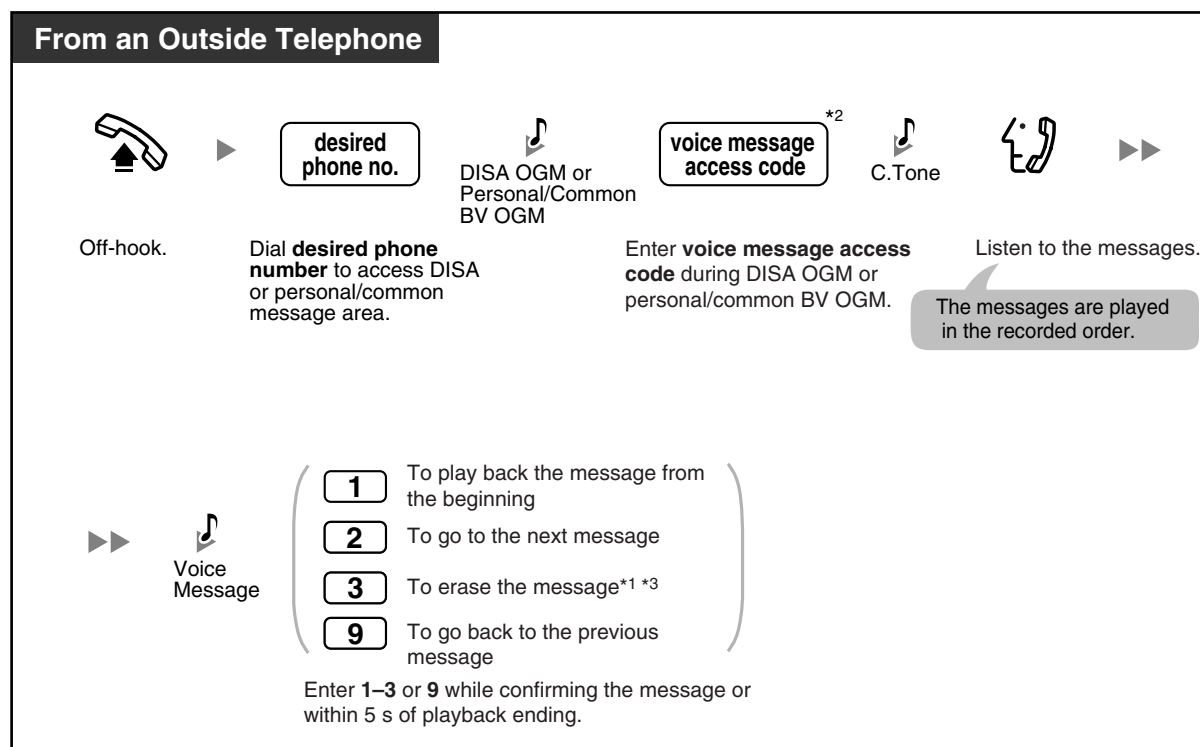 From an Outside Telephone
desired
phone no.
DISA OGM or
Personal/Common
BV OGM
voice message
access code
*2
C.Tone
Off-hook.
Dial desired phone
number to access DISA
or personal/common
message area.
Enter voice message access
code during DISA OGM or
personal/common BV OGM.
Listen to the messages.
The messages are played
in the recorded order.
Voice
Message
1
To play back the message from
the beginning
2
To go to the next message
3
To erase the message*1 *3
9
To go back to the previous
message
Enter 1–3 or 9 while confirming the message or
within 5 s of playback ending.